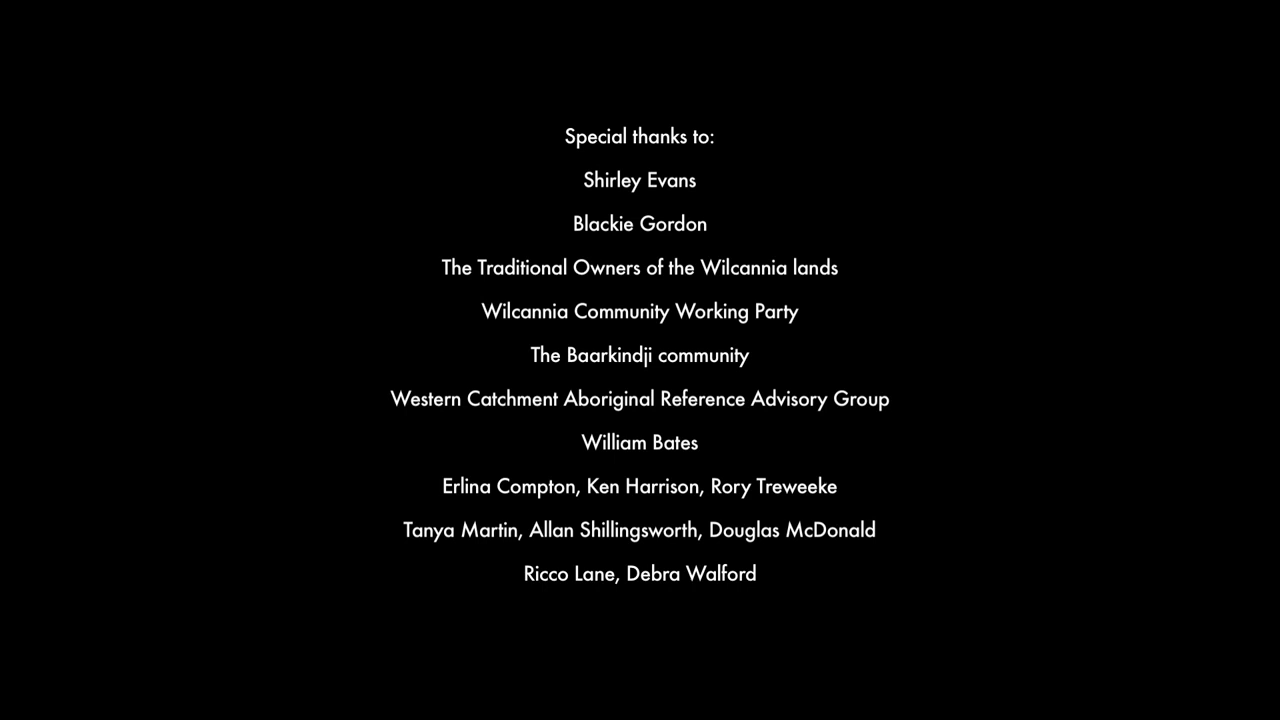 Special thanks to:
Shirley Evans
Blackie Gordon
The Traditional Owners of the Wilcannia lands
Wilcannia Community Working Party
The Baarkindji community
Western Catchment Aboriginal Reference Advisory Group
William Bates
Erlina Compton, Ken Harrison, Rory Treweeke
Tanya Martin, Allan Shillingsworth, Douglas McDonald
Ricco Lane, Debra Walford